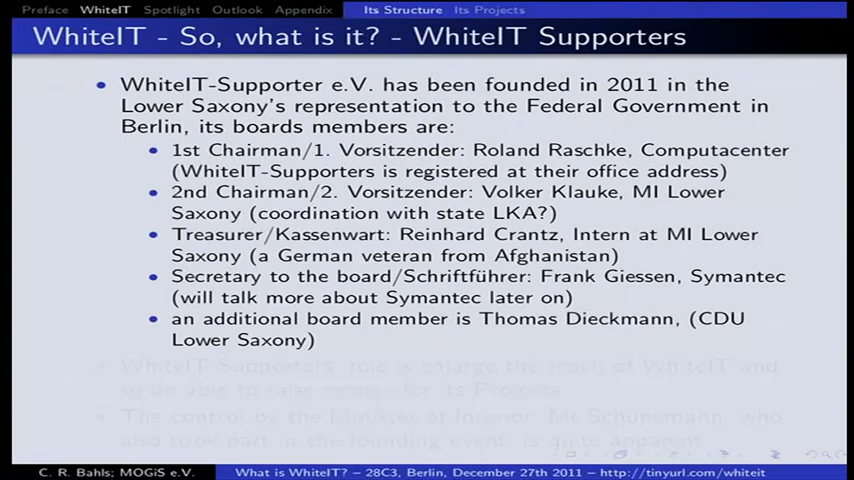 Preface WhiteIT Spotlight Outlook Appendix Its Structure Its Projects
WhiteIT - So, what is it? - WhiteIT Supporters
• WhiteIT-Supporter e.V. has been founded in 2011 in the
Lower Saxony's representation to the Federal Government in
Berlin, its boards members are:
• 1st Chairman/1. Vorsitzender: Roland Raschke, Computacenter
(WhiteIT-Supporters is registered at their office address)
• 2nd Chairman/2. Vorsitzender: Volker Klauke, MI Lower
Saxony (coordination with state LKA?)
• Treasurer/Kassenwart: Reinhard Crantz, Intern at MI Lower
Saxony (a German veteran from Afghanistan)
• Secretary to the board/Schriftführer: Frank Giessen, Symantec
(will talk more about Symantec later on)
• an additional board member is Thomas Dieckmann, (CDU
Lower Saxony)
• WhiteIT-Supporters' role is enlarge the reach of WhiteIT and
so be able to raise money for its Projects
• The control by the Minister of Interior, Mr Schünemann, who
also took part in the founding event, is quite apparent
C. R. Bahls; MOGiS e.V. What is WhiteIT? – 28C3, Berlin, December 27th 2011 – http://tinyurl.com/whiteit